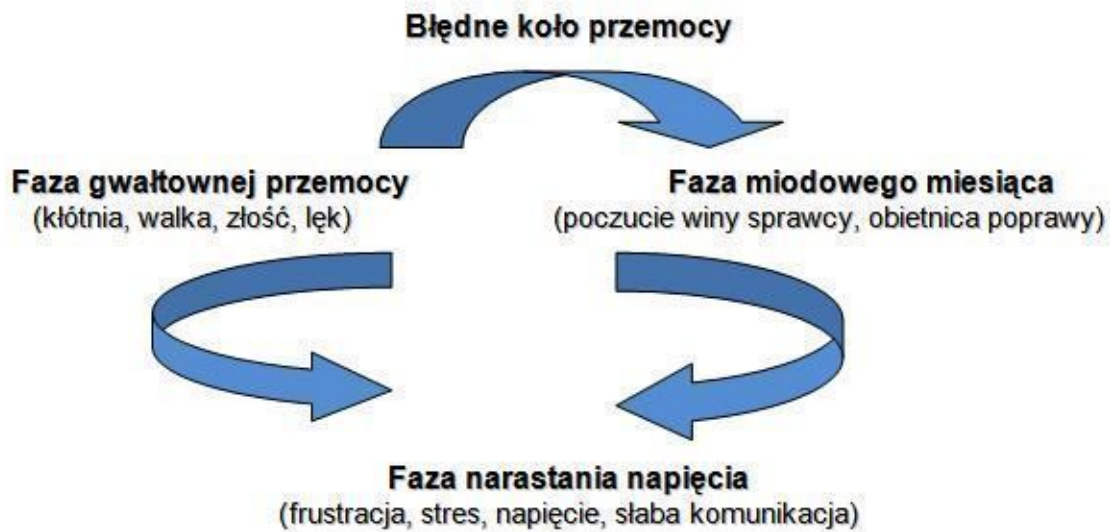 Błędne koło przemocy
Faza gwałtownej przemocy
(kłótnia, walka, złość, lęk)
Faza miodowego miesiąca
(poczucie winy sprawcy, obietnica poprawy)
Faza narastania napięcia
(frustracja, stres, napięcie, słaba komunikacja)